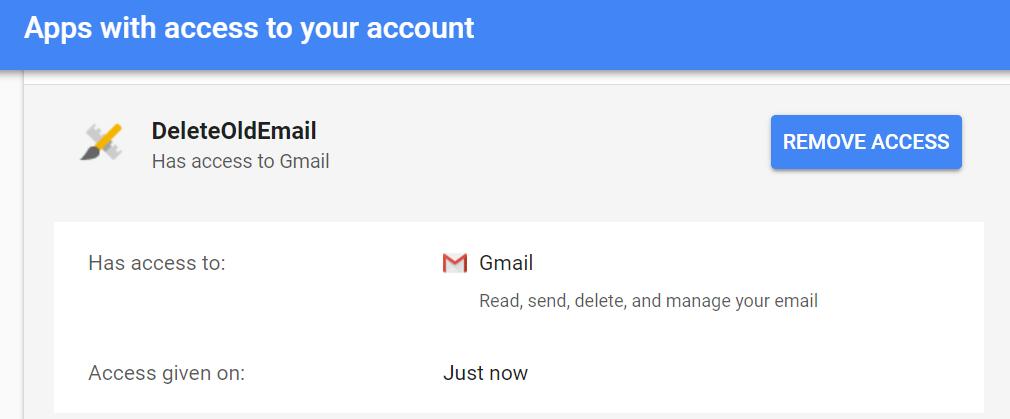 Apps with access to your account
DeleteOldEmail
Has access to Gmail
REMOVE ACCESS
Has access to:
Gmail
Read, send, delete, and manage your email
Access given on:
Just now